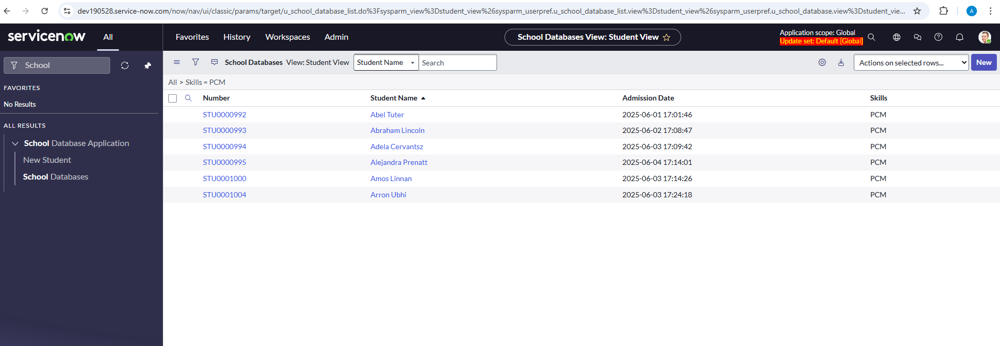 dev190528.service-now.com/now/nav/ui/classic/params/target/u_school_database_list.do%3Fsysparm_view%3Dstudent_view%26sysparm_userpref.u_school_database_list.view%3Dstudent_view%26sysparm_userpref.u_school_database.view%3Dstudent_vie...
A
servicenow All Favorites History Workspaces Admin School Databases View: Student View Application scope: Global
Update set: Default [Global]
School
School Databases View: Student View Student Name Search Actions on selected rows... New
All > Skills = PCM
FAVORITES
No Results
ALL RESULTS
School Database Application
New Student
School Databases
Number Student Name Admission Date Skills
STU0000992 Abel Tuter 2025-06-01 17:01:46 PCM
STU0000993 Abraham Lincoln 2025-06-02 17:08:47 PCM
STU0000994 Adela Cervantsz 2025-06-03 17:09:42 PCM
STU0000995 Alejandra Prenatt 2025-06-04 17:14:01 PCM
STU0001000 Amos Linnan 2025-06-03 17:14:26 PCM
STU0001004 Arron Ubhi 2025-06-03 17:24:18 PCM